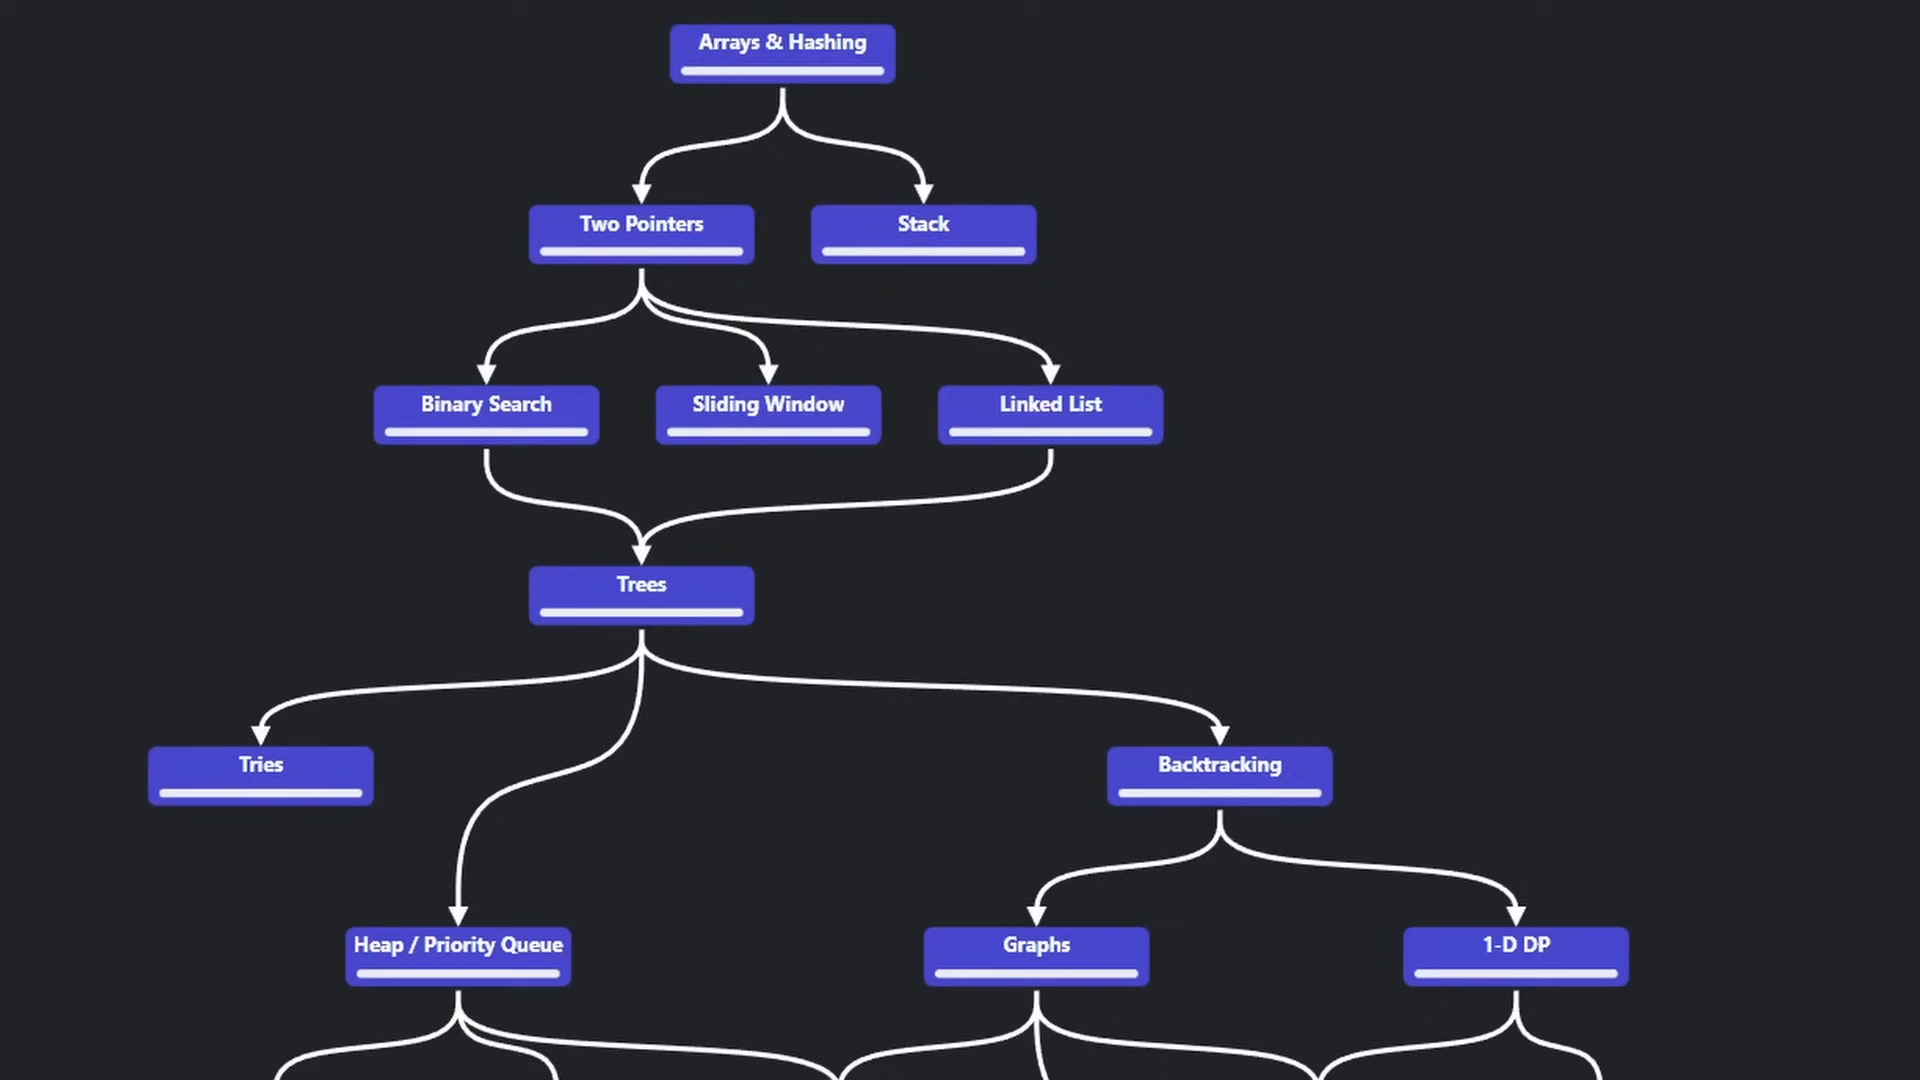 Arrays & Hashing
Two Pointers
Stack
Binary Search
Sliding Window
Linked List
Trees
Tries
Backtracking
Heap / Priority Queue
Graphs
1-D DP